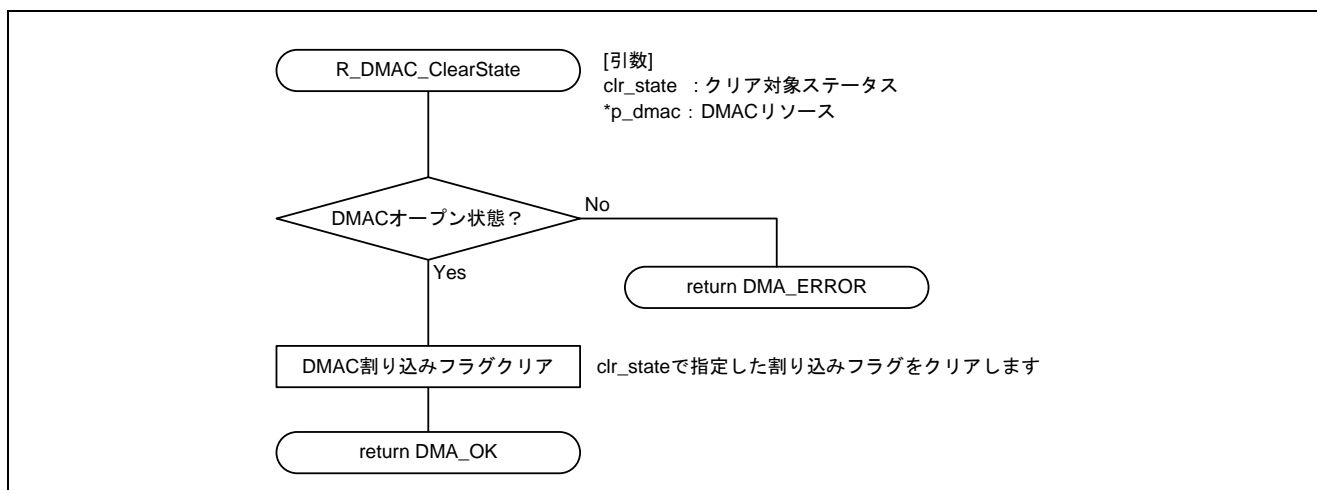 R_DMAC_ClearState
[引数]
clr_state ：クリア対象ステータス
*p_dmac：DMACリソース
DMACオープン状態？
No
Yes
return DMA_ERROR
DMAC割り込みフラグクリア
clr_stateで指定した割り込みフラグをクリアします
return DMA_OK